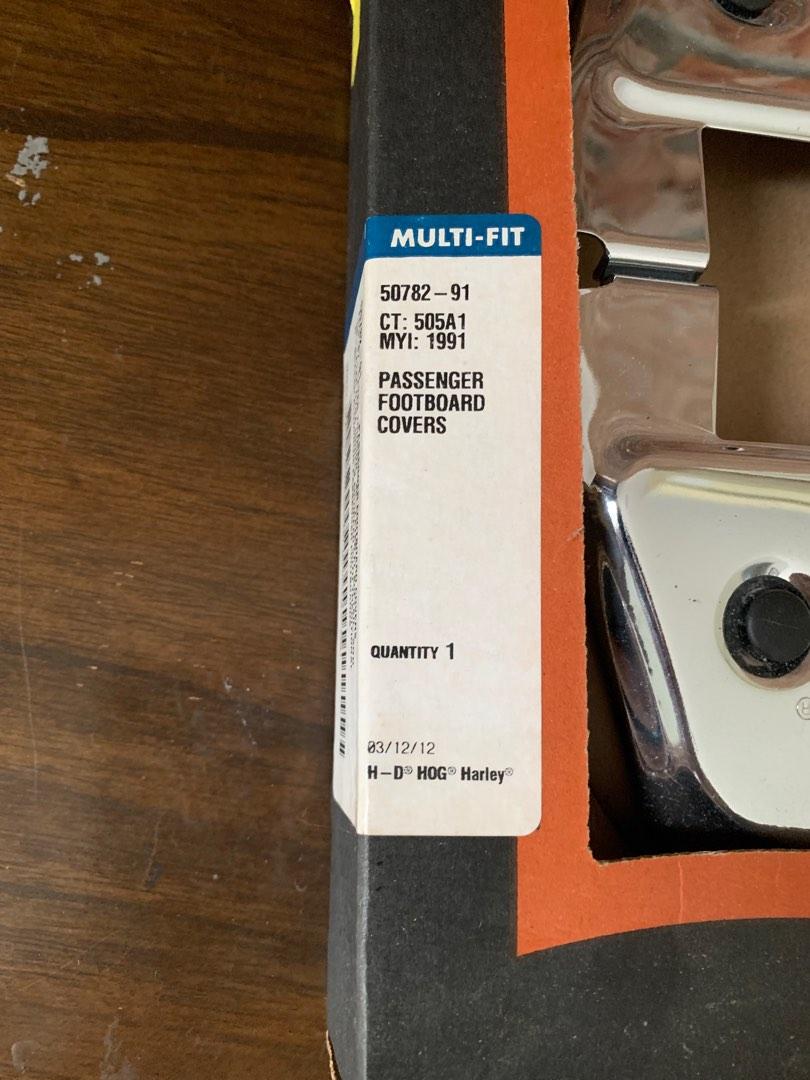 MULTI-FIT
50782-91
CT: 505A1
MYI: 1991
PASSENGER
FOOTBOARD
COVERS
QUANTITY 1
03/12/12
H-D® HOG® Harley®